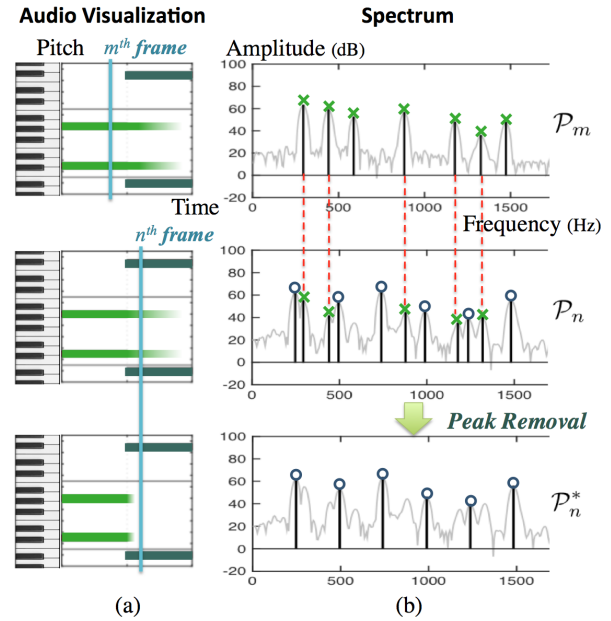 Audio Visualization
Spectrum
Pitch
mth frame
Amplitude (dB)
100
80
60
40
20
0
-20
0
500
1000
1500
Pm
Time
Frequency (Hz)
nth frame
100
80
60
40
20
0
-20
0
500
1000
1500
Pn
Peak Removal
100
80
60
40
20
0
-20
0
500
1000
1500
P*n
(a)
(b)